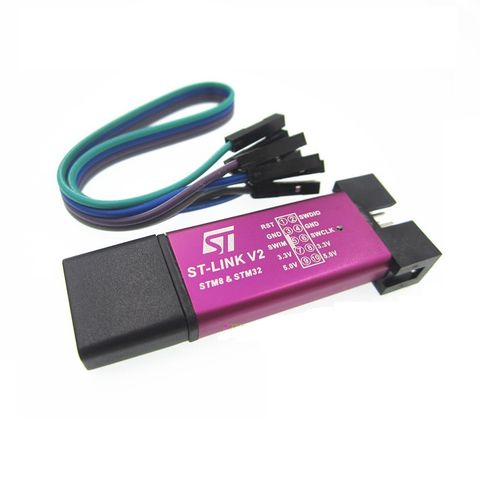 ST
ST-LINK V2
STM8 & STM32
RST 1 2 SWDIO
GND 3 4 GND
SWIM 5 6 SWCLK
3.3V 7 8 3.3V
5.0V 9 10 5.0V